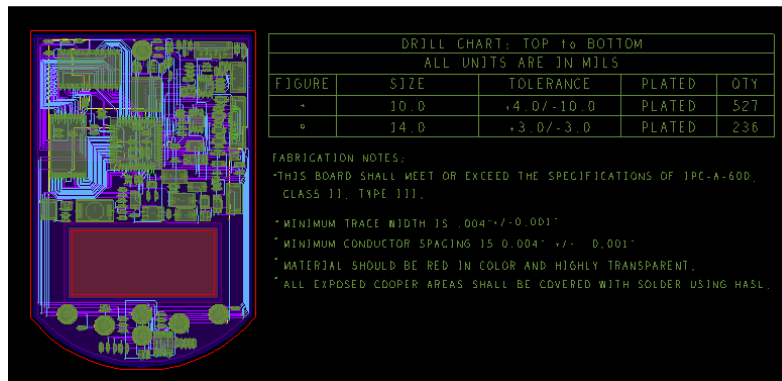 DRILL CHART: TOP to BOTTOM
ALL UNITS ARE IN MILS
FIGURE SIZE TOLERANCE PLATED QTY
10.0 +4.0/-10.0 PLATED 527
14.0 +3.0/-3.0 PLATED 236
FABRICATION NOTES:
*THIS BOARD SHALL MEET OR EXCEED THE SPECIFICATIONS OF IPC-A-600,
CLASS II, TYPE III.
* MINIMUM TRACE WIDTH IS .004"+/-0.001"
* MINIMUM CONDUCTOR SPACING IS 0.004" +/- 0.001"
* MATERIAL SHOULD BE RED IN COLOR AND HIGHLY TRANSPARENT.
* ALL EXPOSED COOPER AREAS SHALL BE COVERED WITH SOLDER USING HASL.